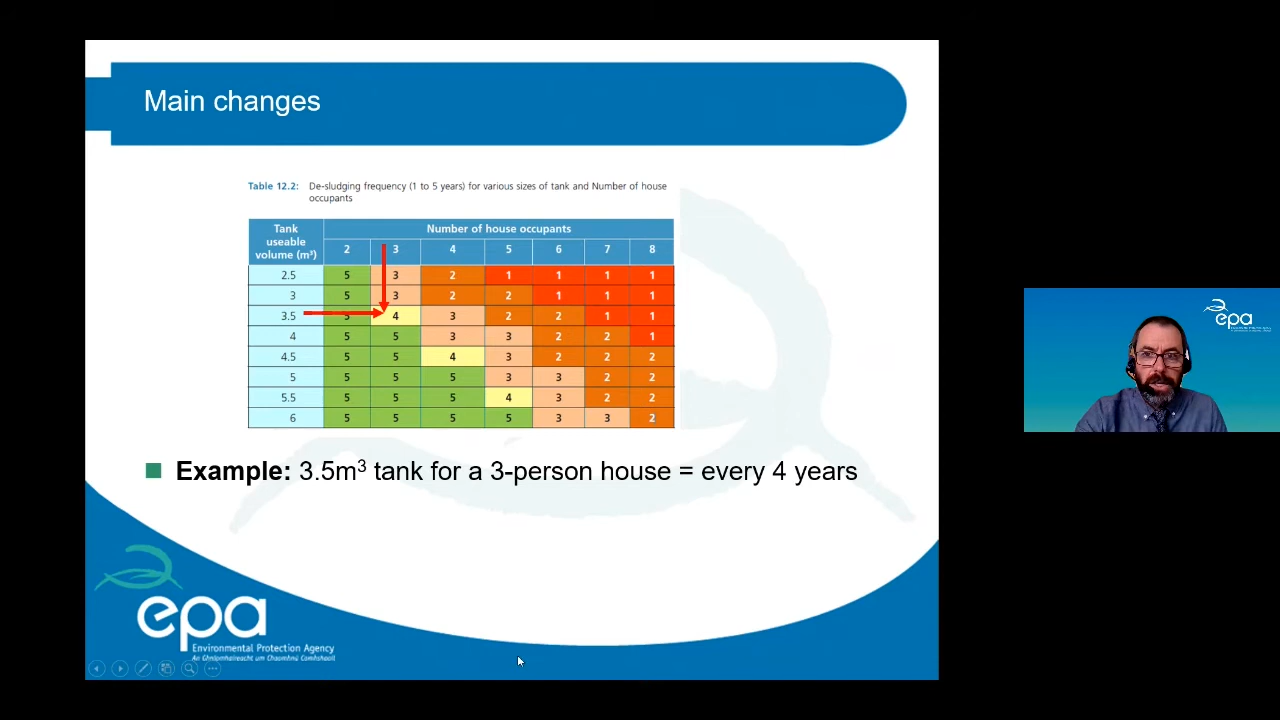 Main changes
Table 12.2: De-sludging frequency (1 to 5 years) for various sizes of tank and Number of house
occupants
Tank useable volume (m³) Number of house occupants
2 3 4 5 6 7 8
2.5 5 3 2 1 1 1 1
3 5 3 2 2 1 1 1
3.5 5 4 3 2 2 1 1
4 5 5 3 3 2 2 1
4.5 5 5 4 3 2 2 2
5 5 5 5 3 3 2 2
5.5 5 5 5 4 3 2 2
6 5 5 5 5 3 3 2
Example: 3.5m³ tank for a 3-person house = every 4 years
epa
Environmental Protection Agency
An Ghníomhaireacht um Chaomhnú Comhshaoil
epa